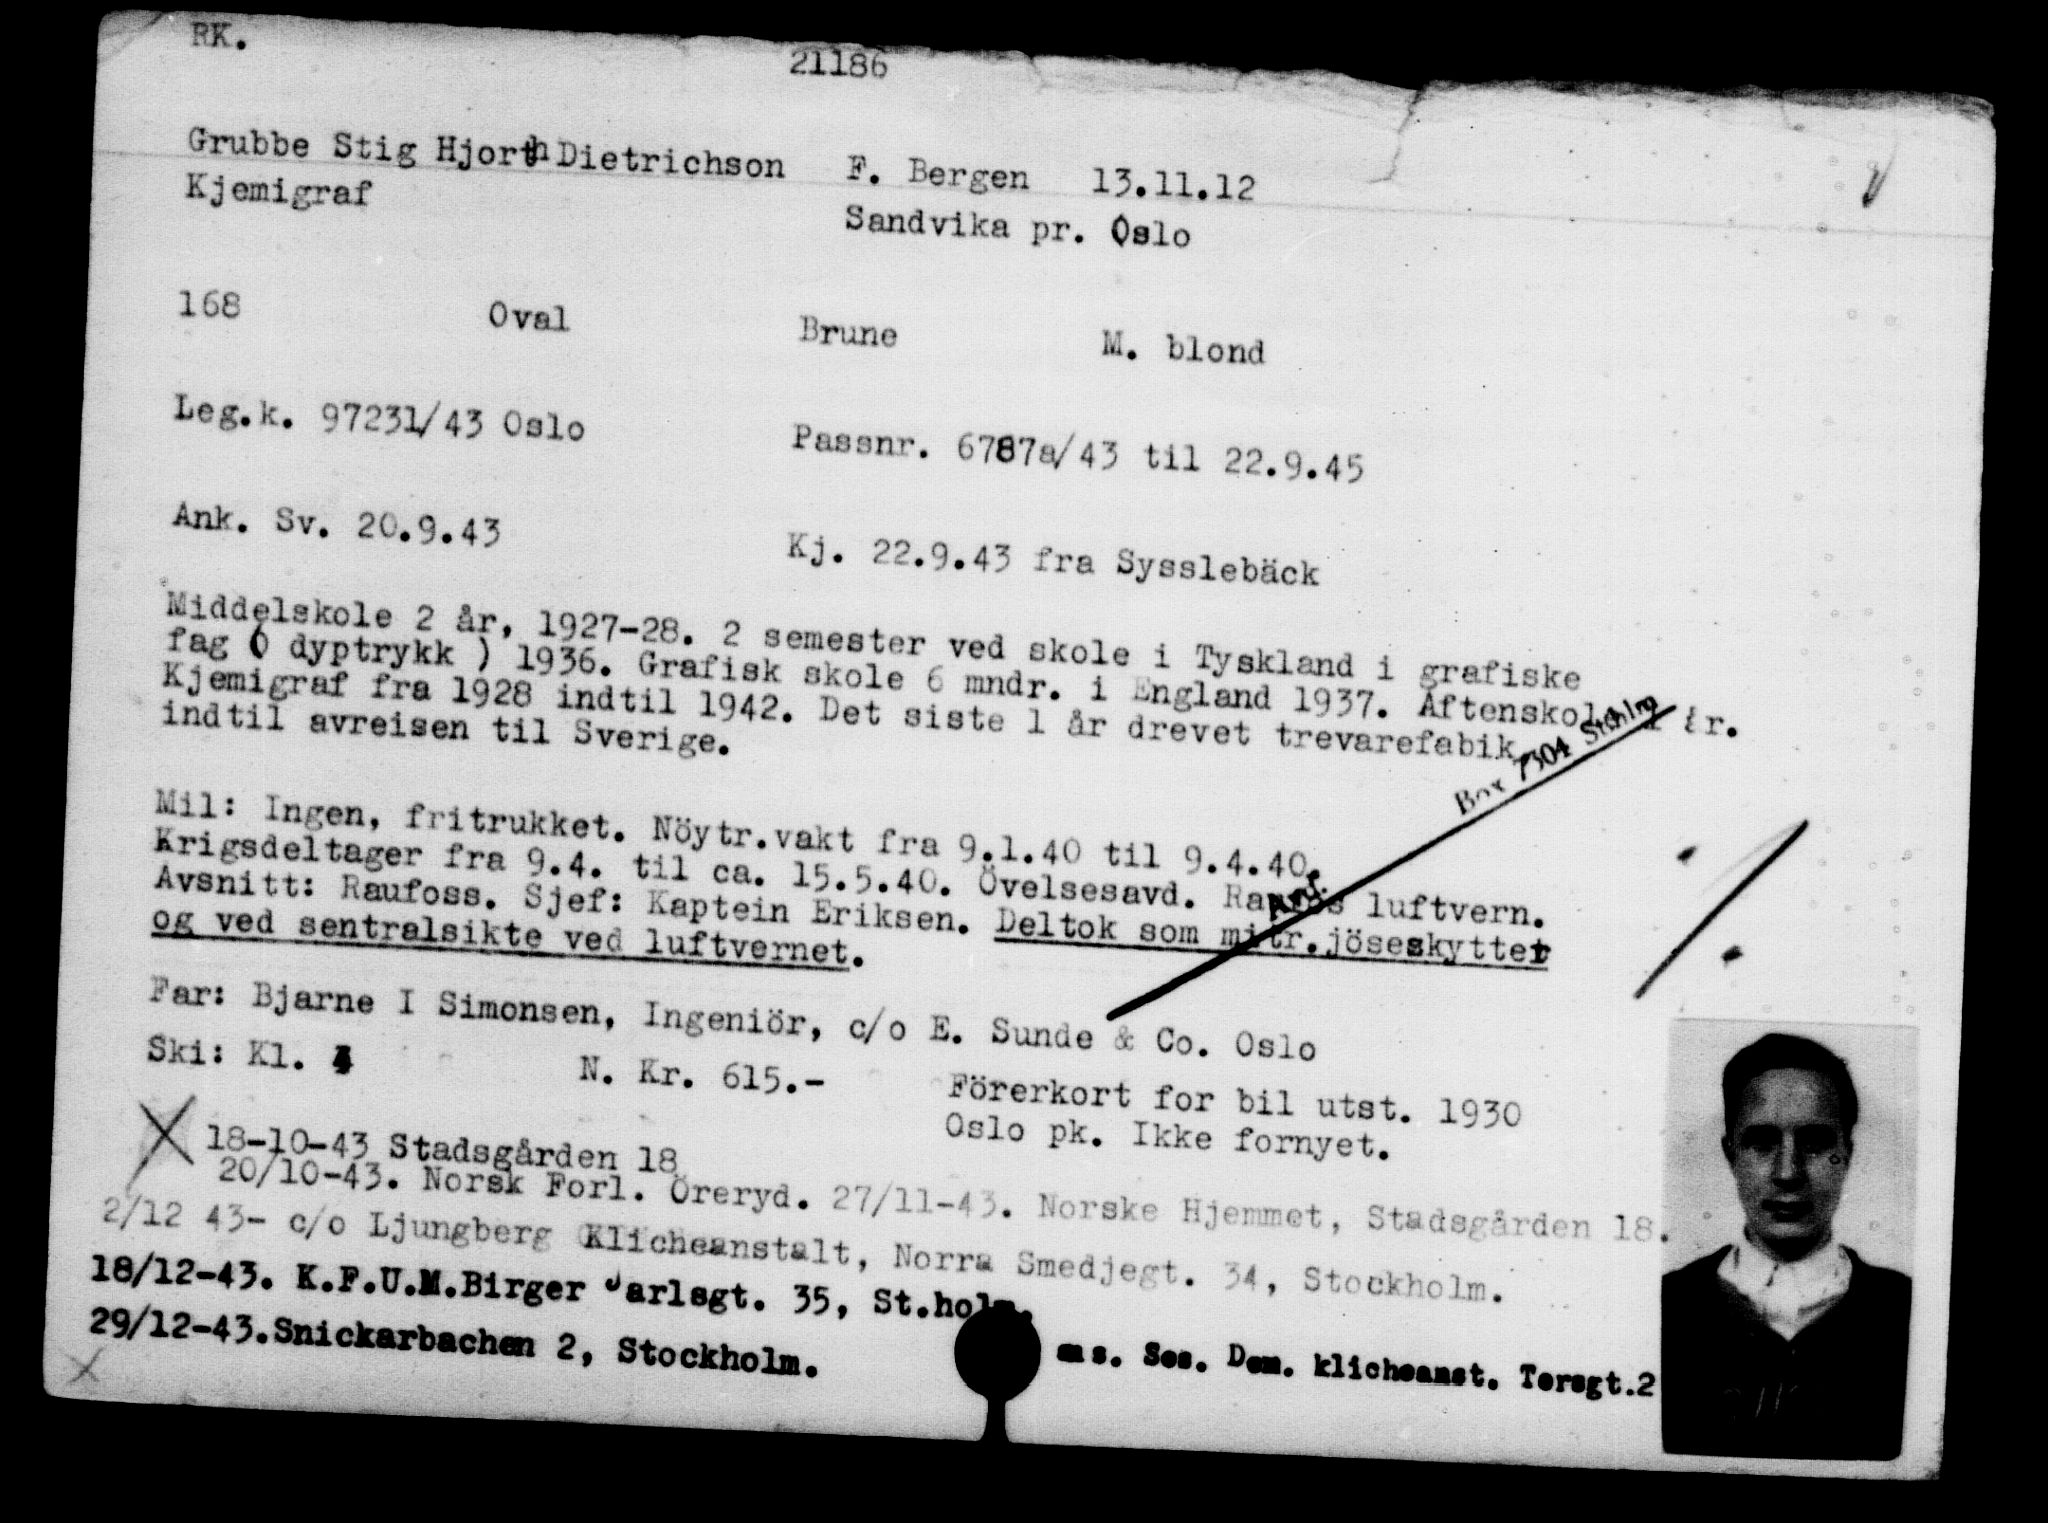 RK.
21186
Grubbe Stig Hjorth Dietrichson F. Bergen 13.11.12
Kjemigraf
Sandvika pr. Oslo
168 Oval Brune M. blond
Leg.k. 97231/43 Oslo Passnr. 6787a/43 til 22.9.45
Ank. Sv. 20.9.43 Kj. 22.9.43 fra Sysslebäck
Middelskole 2 år, 1927-28. 2 semester ved skole i Tyskland i grafiske
fag ( dyptrykk ) 1936. Grafisk skole 6 mndr. i England 1937. Aftenskole år.
Kjemigraf fra 1928 indtil 1942. Det siste 1 år drevet trevarefabik
indtil avreisen til Sverige.
Box 7304 Sthlm
Mil: Ingen, fritrukket. Nöytr.vakt fra 9.1.40 til 9.4.40.
Krigsdeltager fra 9.4. til ca. 15.5.40. Övelsesavd. luftvern.
Avsnitt: Raufoss. Sjef: Kaptein Eriksen. Deltok som mitr.jöseskytter
og ved sentralsikte ved luftvernet.
Far: Bjarne I Simonsen, Ingeniör, c/o E. Sunde & Co. Oslo
Ski: Kl. N. Kr. 615.- Förerkort for bil utst. 1930
Oslo pk. Ikke fornyet.
18-10-43 Stadsgården 18
20/10-43. Norsk Forl. Öreryd. 27/11-43. Norske Hjemmet, Stadsgården 18.
2/12 43- c/o Ljungberg Klicheanstalt, Norra Smedjegt. 34, Stockholm.
18/12-43. K.F.U.M.Birger Jarlsgt. 35, St.holm.
29/12-43.Snickarbachen 2, Stockholm. Sos. Dem. klicheanst. Torsgt.2